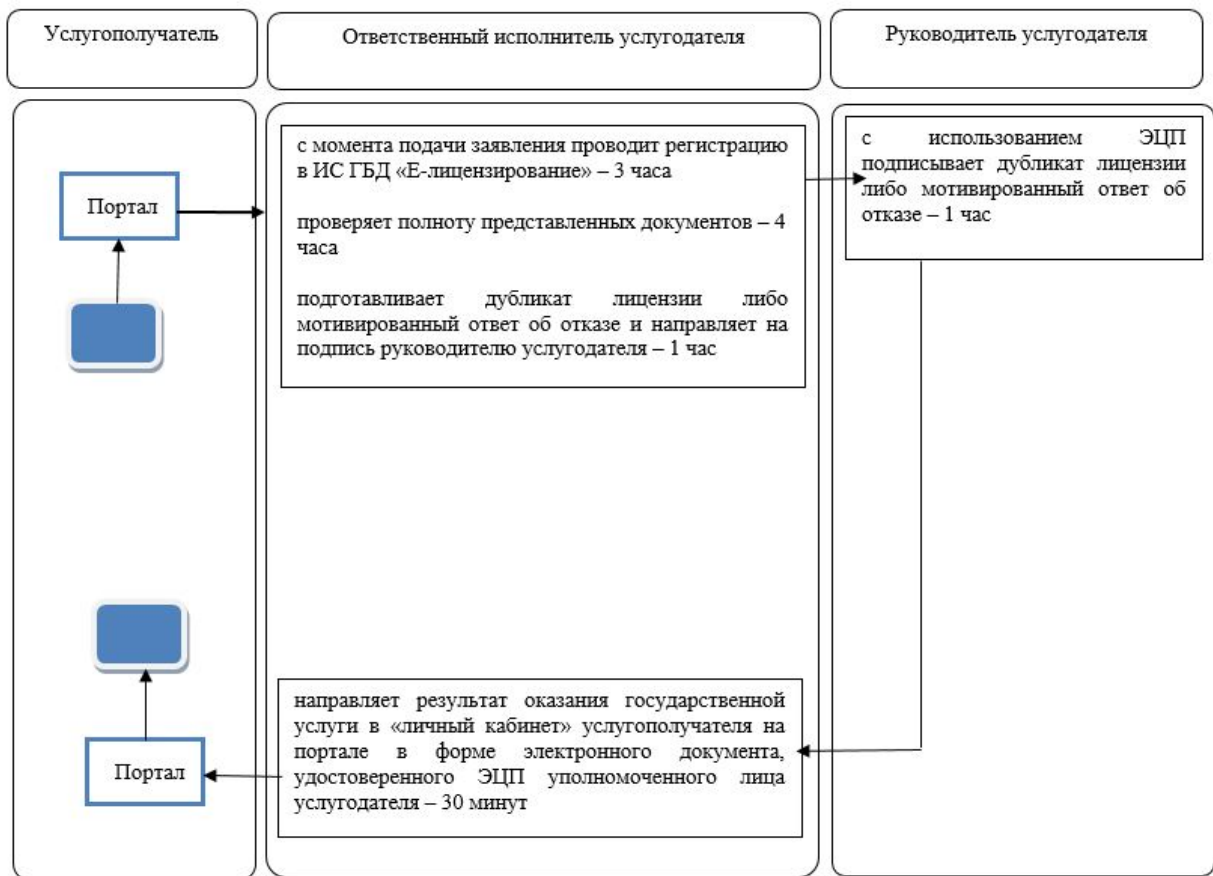 Услугополучатель
Ответственный исполнитель услугодателя
Руководитель услугодателя
Портал
с момента подачи заявления проводит регистрацию
в ИС ГБД «Е-лицензирование» – 3 часа
проверяет полноту представленных документов – 4
часа
подготавливает дубликат лицензии либо
мотивированный ответ об отказе и направляет на
подпись руководителю услугодателя – 1 час
с использованием ЭЦП
подписывает дубликат лицензии
либо мотивированный ответ об
отказе – 1 час
направляет результат оказания государственной
услуги в «личный кабинет» услугополучателя на
портале в форме электронного документа,
удостоверенного ЭЦП уполномоченного лица
услугодателя – 30 минут
Портал